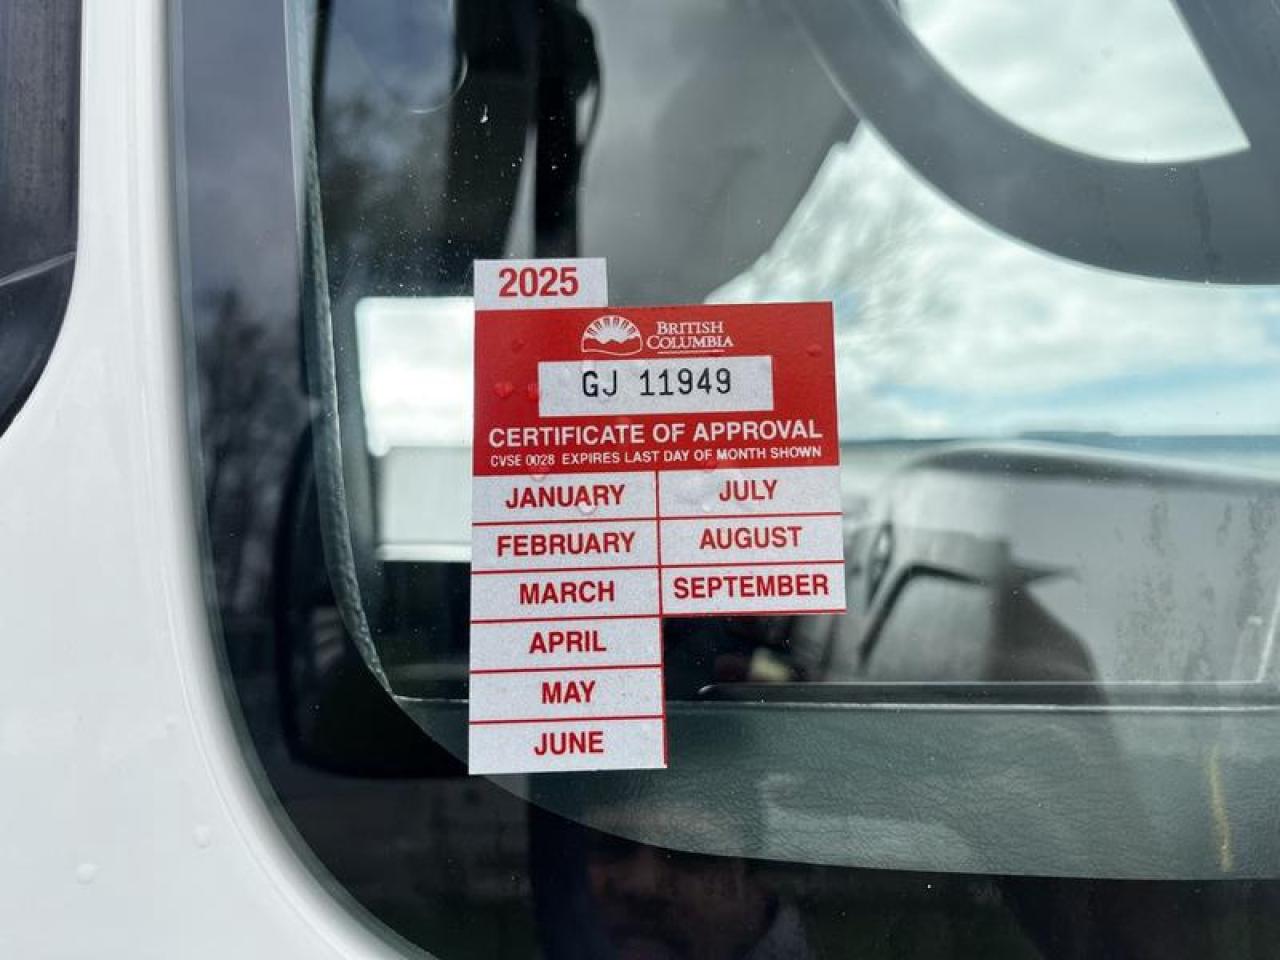 2025
BRITISH
COLUMBIA
GJ 11949
CERTIFICATE OF APPROVAL
CVSE 0028 EXPIRES LAST DAY OF MONTH SHOWN
JANUARY JULY
FEBRUARY AUGUST
MARCH SEPTEMBER
APRIL
MAY
JUNE